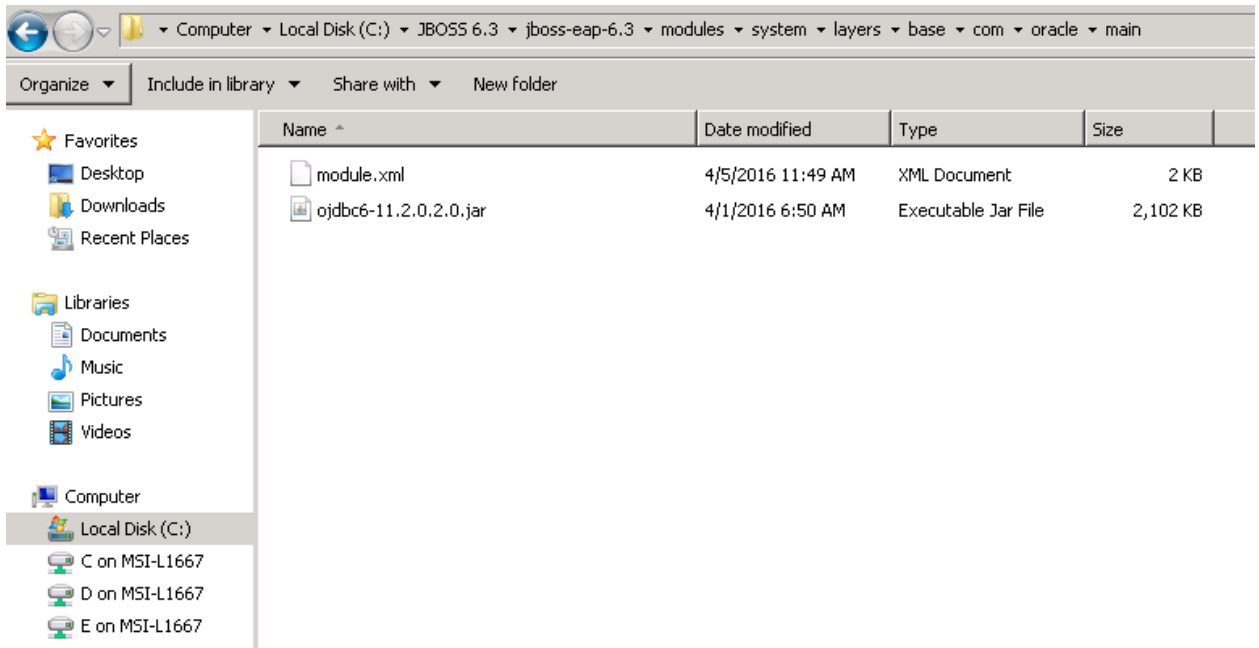 Computer Local Disk (C:) JBOSS 6.3 jboss-eap-6.3 modules system layers base com oracle main
Organize Include in library Share with New folder
Favorites
Desktop
Downloads
Recent Places
Libraries
Documents
Music
Pictures
Videos
Computer
Local Disk (C:)
C on MSI-L1667
D on MSI-L1667
E on MSI-L1667
Name Date modified Type Size
module.xml 4/5/2016 11:49 AM XML Document 2 KB
ojdbc6-11.2.0.2.0.jar 4/1/2016 6:50 AM Executable Jar File 2,102 KB